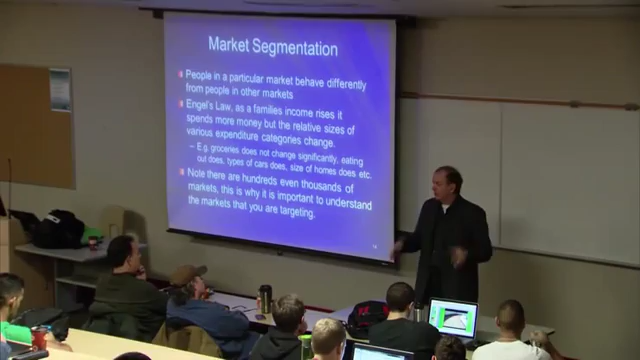 Market Segmentation
People in a particular market behave differently
from people in other markets
Engel's Law, as a families income rises it
spends more money but the relative sizes of
various expenditure categories change.
– E.g. groceries does not change significantly, eating
out does, types of cars does, size of homes does etc.
Note there are hundreds even thousands of
markets, this is why it is important to understand
the markets that you are targeting.